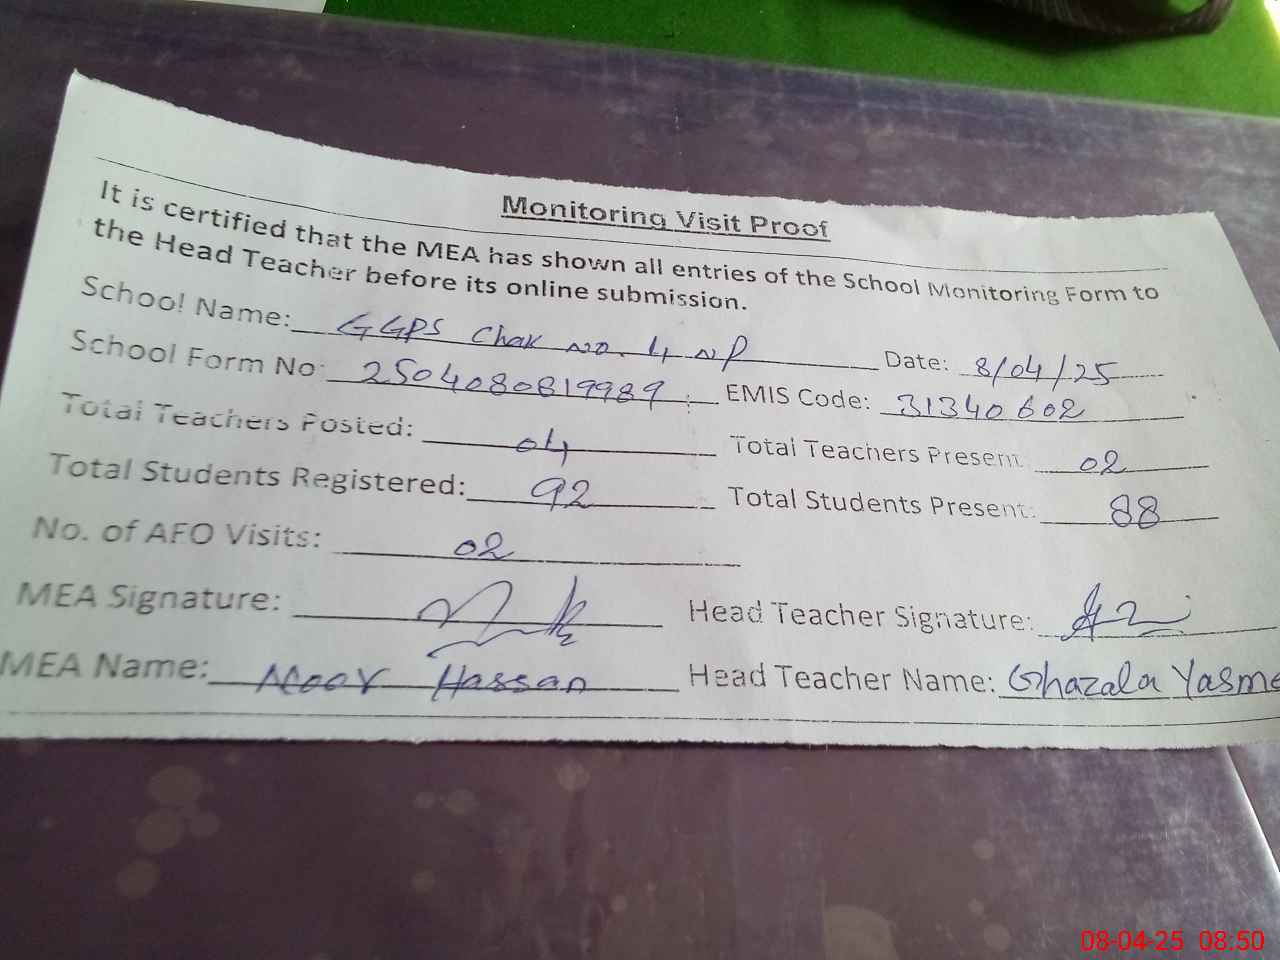 Monitoring Visit Proof
It is certified that the MEA has shown all entries of the School Monitoring Form to
the Head Teacher before its online submission.
School Name: GGPS Chak No. 4 NP Date: 8/04/25
School Form No: 2504080819989 EMIS Code: 31340602
Total Teachers Posted: 04 Total Teachers Present: 02
Total Students Registered: 92 Total Students Present: 88
No. of AFO Visits: 02
MEA Signature: Head Teacher Signature:
MEA Name: Noor Hassan Head Teacher Name: Ghazala Yasme
08-04-25 08:50